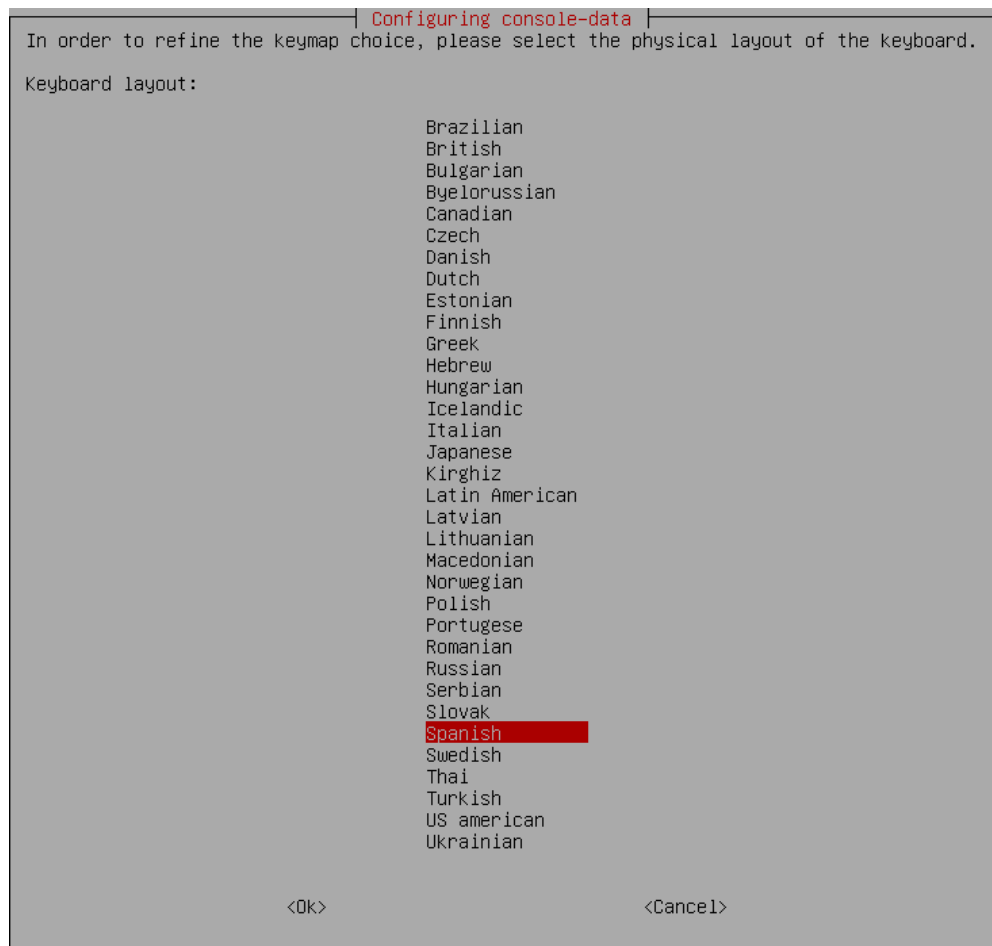 Configuring console-data
In order to refine the keymap choice, please select the physical layout of the keyboard.
Keyboard layout:
Brazilian
British
Bulgarian
Byelorussian
Canadian
Czech
Danish
Dutch
Estonian
Finnish
Greek
Hebrew
Hungarian
Icelandic
Italian
Japanese
Kirghiz
Latin American
Latvian
Lithuanian
Macedonian
Norwegian
Polish
Portugese
Romanian
Russian
Serbian
Slovak
Spanish
Swedish
Thai
Turkish
US american
Ukrainian
<Ok> <Cancel>